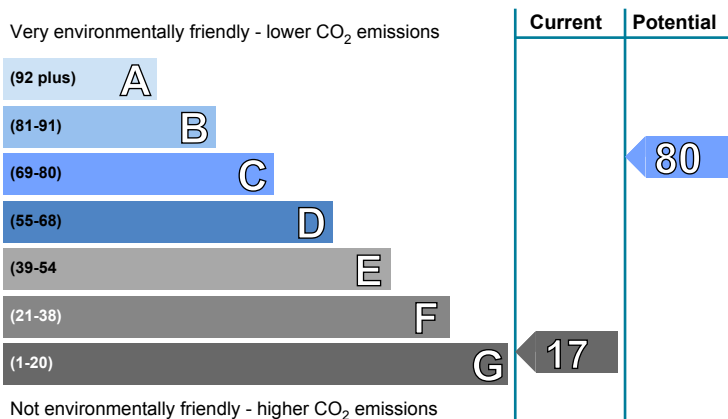 Current Potential
Very environmentally friendly - lower CO2 emissions
(92 plus) A
(81-91) B
(69-80) C
80
(55-68) D
(39-54 E
(21-38) F
(1-20) G
17
Not environmentally friendly - higher CO2 emissions